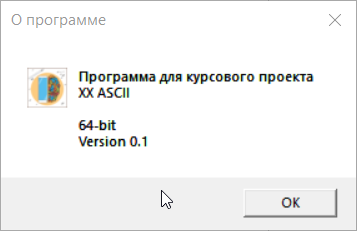 О программе
Программа для курсового проекта
XX ASCII
64-bit
Version 0.1
OK